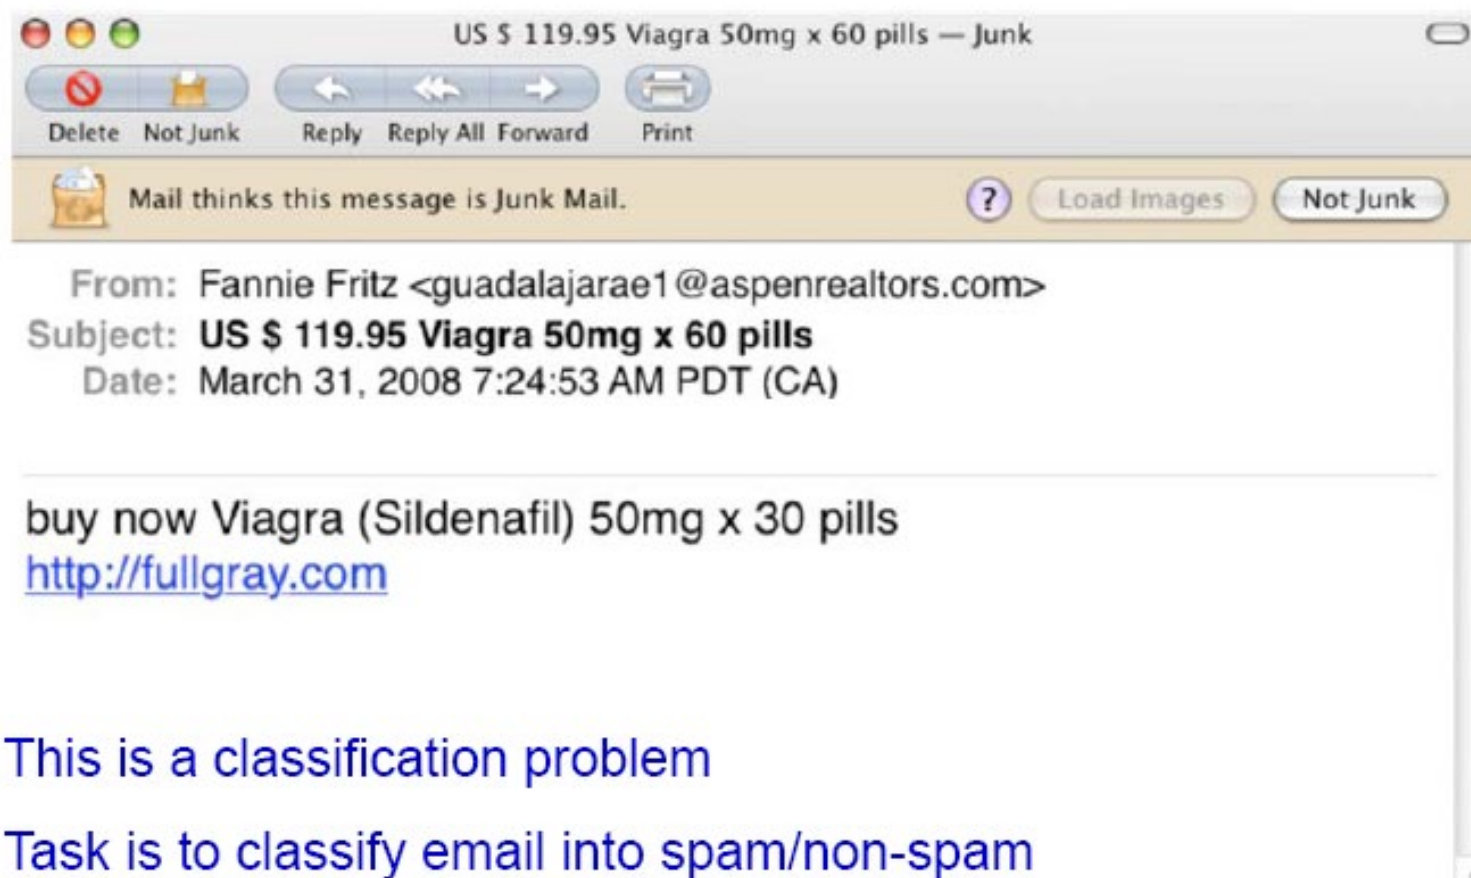 US $ 119.95 Viagra 50mg x 60 pills — Junk
Delete Not Junk Reply Reply All Forward Print
Mail thinks this message is Junk Mail. ? Load Images Not Junk
From: Fannie Fritz <guadalajarae1@aspenrealtors.com>
Subject: US $ 119.95 Viagra 50mg x 60 pills
Date: March 31, 2008 7:24:53 AM PDT (CA)
buy now Viagra (Sildenafil) 50mg x 30 pills
http://fullgray.com
This is a classification problem
Task is to classify email into spam/non-spam